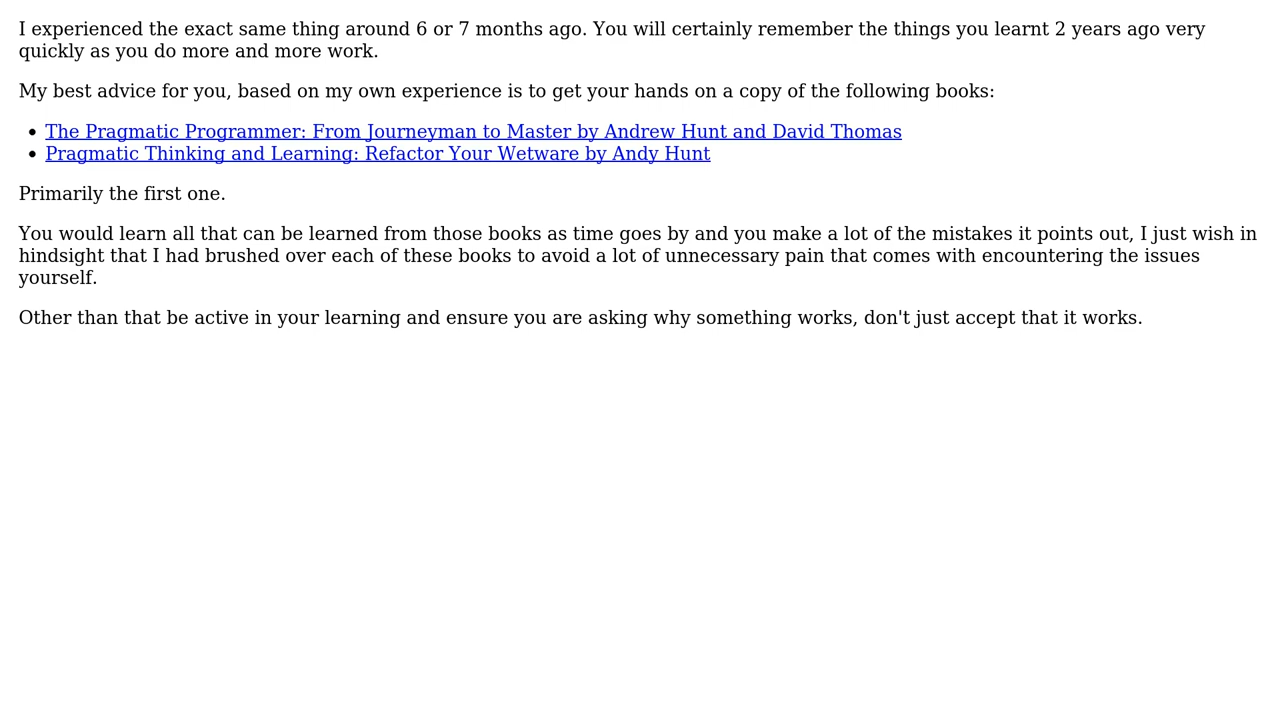 I experienced the exact same thing around 6 or 7 months ago. You will certainly remember the things you learnt 2 years ago very
quickly as you do more and more work.
My best advice for you, based on my own experience is to get your hands on a copy of the following books:
• The Pragmatic Programmer: From Journeyman to Master by Andrew Hunt and David Thomas
• Pragmatic Thinking and Learning: Refactor Your Wetware by Andy Hunt
Primarily the first one.
You would learn all that can be learned from those books as time goes by and you make a lot of the mistakes it points out, I just wish in
hindsight that I had brushed over each of these books to avoid a lot of unnecessary pain that comes with encountering the issues
yourself.
Other than that be active in your learning and ensure you are asking why something works, don't just accept that it works.